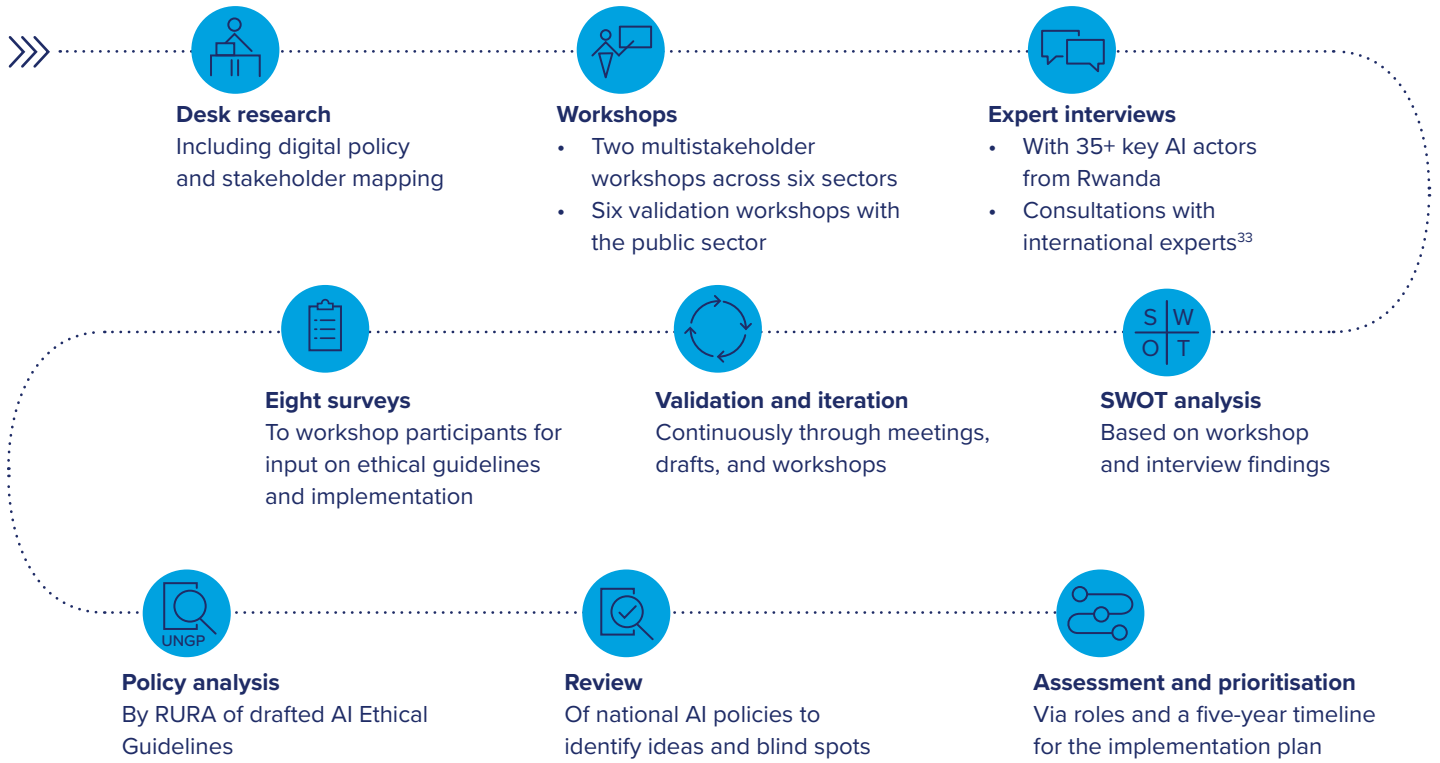 Desk research
Including digital policy
and stakeholder mapping
Workshops
• Two multistakeholder
workshops across six sectors
• Six validation workshops with
the public sector
Expert interviews
• With 35+ key AI actors
from Rwanda
• Consultations with
international experts³³
S W
O T
SWOT analysis
Based on workshop
and interview findings
Validation and iteration
Continuously through meetings,
drafts, and workshops
Eight surveys
To workshop participants for
input on ethical guidelines
and implementation
UNGP
Policy analysis
By RURA of drafted AI Ethical
Guidelines
Review
Of national AI policies to
identify ideas and blind spots
Assessment and prioritisation
Via roles and a five-year timeline
for the implementation plan